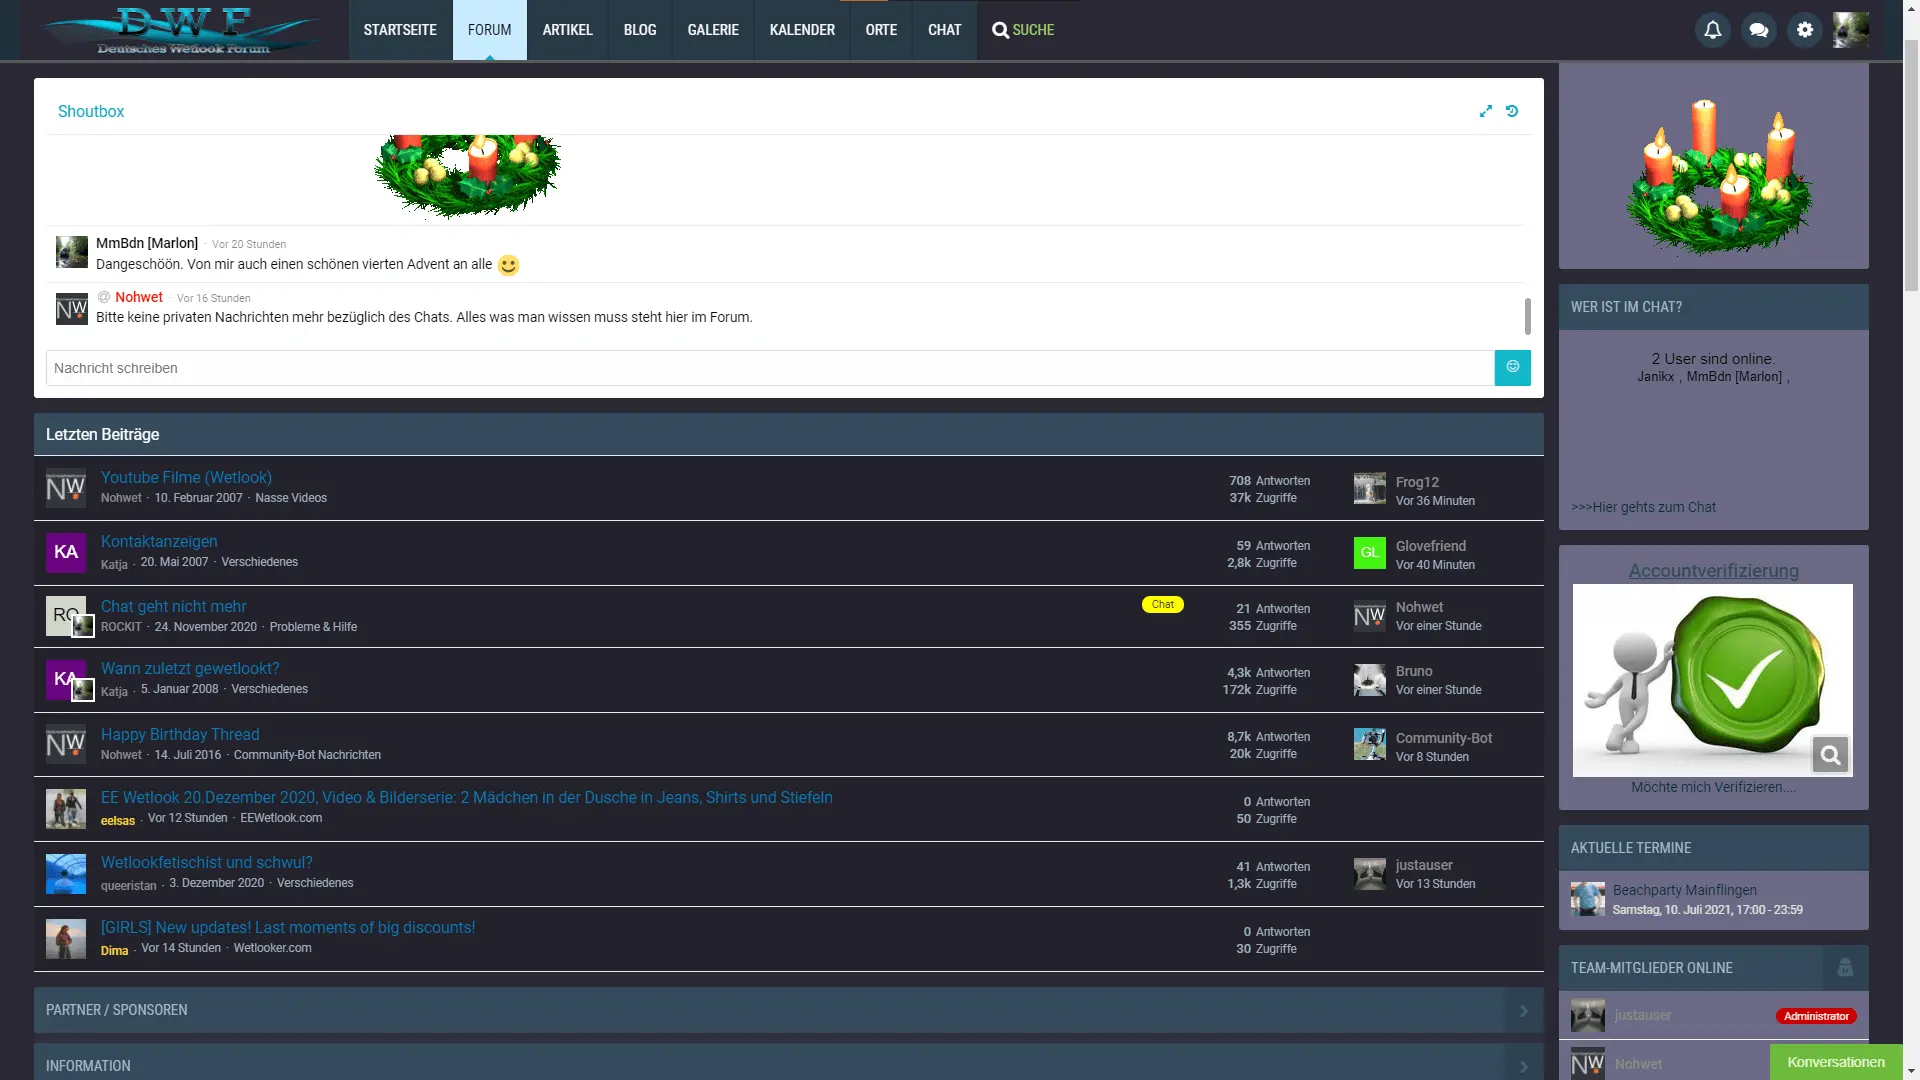 DWF
Deutsches Wetlook Forum
STARTSEITE
FORUM
ARTIKEL
BLOG
GALERIE
KALENDER
ORTE
CHAT
SUCHE
Shoutbox
MmBdn [Marlon] · Vor 20 Stunden
Dangeschöön. Von mir auch einen schönen vierten Advent an alle
NW
@ Nohwet · Vor 16 Stunden
Bitte keine privaten Nachrichten mehr bezüglich des Chats. Alles was man wissen muss steht hier im Forum.
Nachricht schreiben
Letzten Beiträge
NW
Youtube Filme (Wetlook)
Nohwet · 10. Februar 2007 · Nasse Videos
708 Antworten
37k Zugriffe
Frog12
Vor 36 Minuten
KA
Kontaktanzeigen
Katja · 20. Mai 2007 · Verschiedenes
59 Antworten
2,8k Zugriffe
GL
Glovefriend
Vor 40 Minuten
RO
Chat geht nicht mehr
ROCKIT · 24. November 2020 · Probleme & Hilfe
Chat
21 Antworten
355 Zugriffe
NW
Nohwet
Vor einer Stunde
KA
Wann zuletzt gewetlookt?
Katja · 5. Januar 2008 · Verschiedenes
4,3k Antworten
172k Zugriffe
Bruno
Vor einer Stunde
NW
Happy Birthday Thread
Nohwet · 14. Juli 2016 · Community-Bot Nachrichten
8,7k Antworten
20k Zugriffe
Community-Bot
Vor 8 Stunden
EE Wetlook 20.Dezember 2020, Video & Bilderserie: 2 Mädchen in der Dusche in Jeans, Shirts und Stiefeln
eelsas · Vor 12 Stunden · EEWetlook.com
0 Antworten
50 Zugriffe
Wetlookfetischist und schwul?
queeristan · 3. Dezember 2020 · Verschiedenes
41 Antworten
1,3k Zugriffe
justauser
Vor 13 Stunden
[GIRLS] New updates! Last moments of big discounts!
Dima · Vor 14 Stunden · Wetlooker.com
0 Antworten
30 Zugriffe
PARTNER / SPONSOREN
INFORMATION
WER IST IM CHAT?
2 User sind online.
Janikx , MmBdn [Marlon] ,
>>>Hier gehts zum Chat
Accountverifizierung
Möchte mich Verifizieren....
AKTUELLE TERMINE
Beachparty Mainflingen
Samstag, 10. Juli 2021, 17:00 - 23:59
TEAM-MITGLIEDER ONLINE
justauser
Administrator
NW
Nohwet
Konversationen